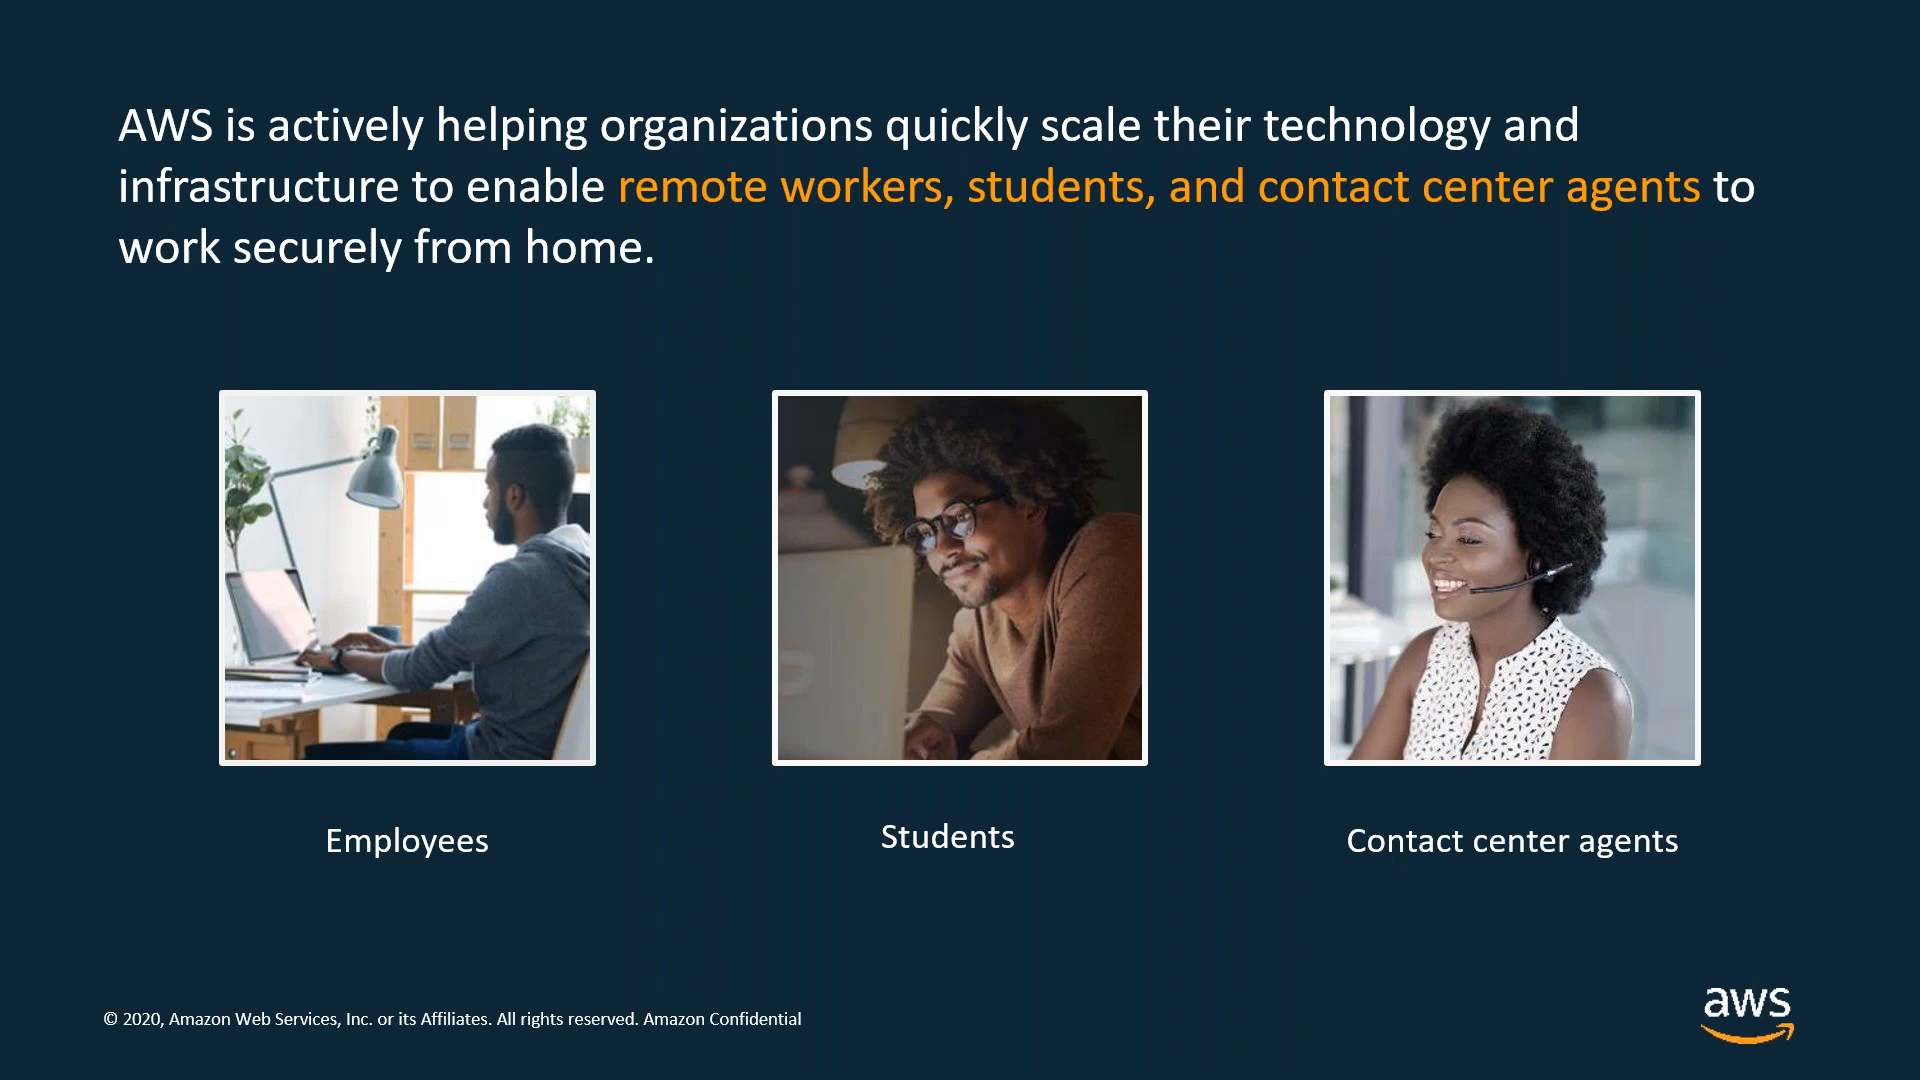 AWS is actively helping organizations quickly scale their technology and
infrastructure to enable remote workers, students, and contact center agents to
work securely from home.
Employees
Students
Contact center agents
© 2020, Amazon Web Services, Inc. or its Affiliates. All rights reserved. Amazon Confidential
aws